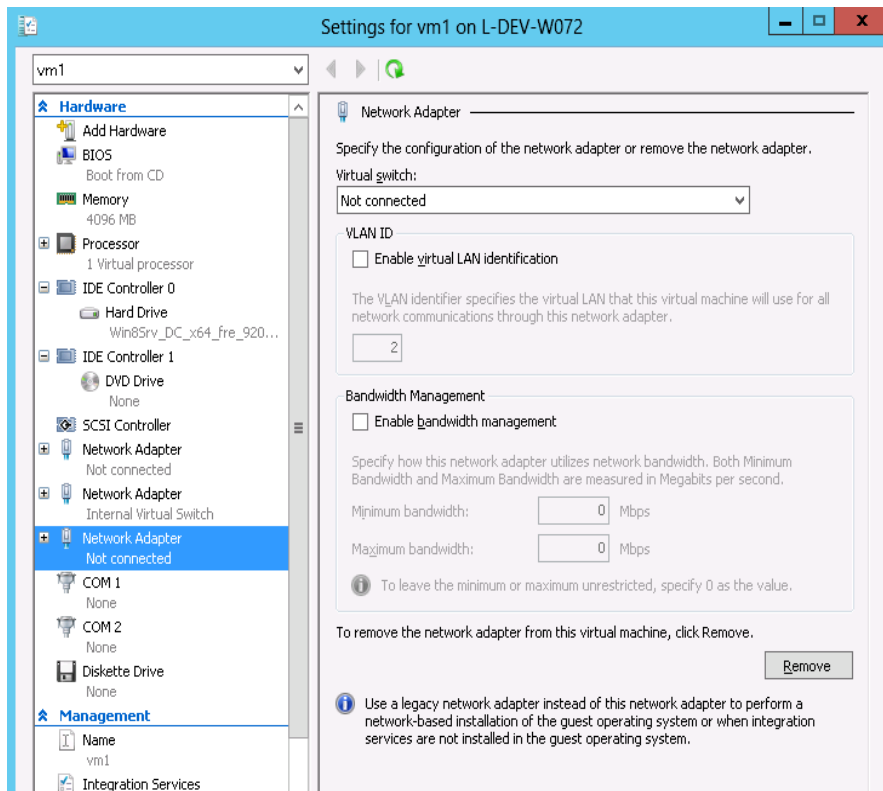 Settings for vm1 on L-DEV-W072
vm1
Hardware
Add Hardware
BIOS
Boot from CD
Memory
4096 MB
Processor
1 Virtual processor
IDE Controller 0
Hard Drive
Win8Srv_DC_x64_fre_920...
IDE Controller 1
DVD Drive
None
SCSI Controller
Network Adapter
Not connected
Network Adapter
Internal Virtual Switch
Network Adapter
Not connected
COM 1
None
COM 2
None
Diskette Drive
None
Management
Name
vm1
Integration Services
Network Adapter
Specify the configuration of the network adapter or remove the network adapter.
Virtual switch:
Not connected
VLAN ID
Enable virtual LAN identification
The VLAN identifier specifies the virtual LAN that this virtual machine will use for all
network communications through this network adapter.
2
Bandwidth Management
Enable bandwidth management
Specify how this network adapter utilizes network bandwidth. Both Minimum
Bandwidth and Maximum Bandwidth are measured in Megabits per second.
Minimum bandwidth: 0 Mbps
Maximum bandwidth: 0 Mbps
To leave the minimum or maximum unrestricted, specify 0 as the value.
To remove the network adapter from this virtual machine, click Remove.
Remove
Use a legacy network adapter instead of this network adapter to perform a
network-based installation of the guest operating system or when integration
services are not installed in the guest operating system.